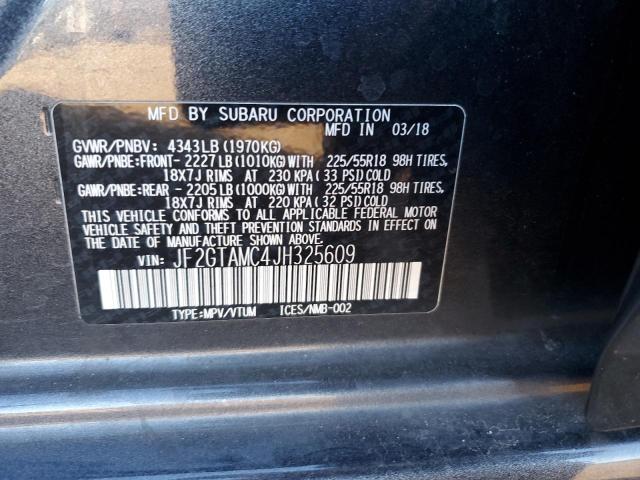 MFD BY SUBARU CORPORATION
MFD IN 03/18
GVWR/PNBV: 4343LB(1970KG)
GAWR/PNBE:FRONT-2227LB(1010KG)WITH 225/55R18 98H TIRES,
18X7J RIMS AT 230 KPA(33 PSI)COLD
GAWR/PNBE:REAR -2205LB(1000KG)WITH 225/55R18 98H TIRES,
18X7J RIMS AT 220 KPA(32 PSI)COLD
THIS VEHICLE CONFORMS TO ALL APPLICABLE FEDERAL MOTOR
VEHICLE SAFETY AND THEFT PREVENTION STANDARDS IN EFFECT
ON THE DATE OF MANUFACTURE SHOWN ABOVE.
VIN: JF2GTAMC4JH325609
TYPE:MPV/VTUM ICES/NMB-002